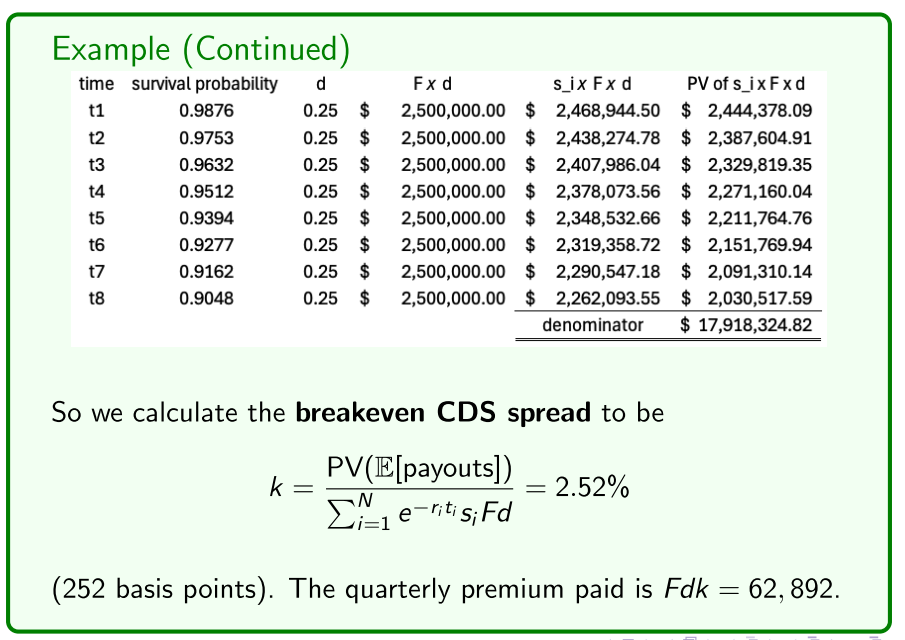 Example (Continued)
time survival probability d F x d s_i x F x d PV of s_i x F x d
t1 0.9876 0.25 $ 2,500,000.00 $ 2,468,944.50 $ 2,444,378.09
t2 0.9753 0.25 $ 2,500,000.00 $ 2,438,274.78 $ 2,387,604.91
t3 0.9632 0.25 $ 2,500,000.00 $ 2,407,986.04 $ 2,329,819.35
t4 0.9512 0.25 $ 2,500,000.00 $ 2,378,073.56 $ 2,271,160.04
t5 0.9394 0.25 $ 2,500,000.00 $ 2,348,532.66 $ 2,211,764.76
t6 0.9277 0.25 $ 2,500,000.00 $ 2,319,358.72 $ 2,151,769.94
t7 0.9162 0.25 $ 2,500,000.00 $ 2,290,547.18 $ 2,091,310.14
t8 0.9048 0.25 $ 2,500,000.00 $ 2,262,093.55 $ 2,030,517.59
denominator $ 17,918,324.82
So we calculate the breakeven CDS spread to be
k = PV(𝔼[payouts]) / ∑_{i=1}^{N} e^{-r_i t_i} s_i Fd = 2.52%
(252 basis points). The quarterly premium paid is Fdk = 62, 892.